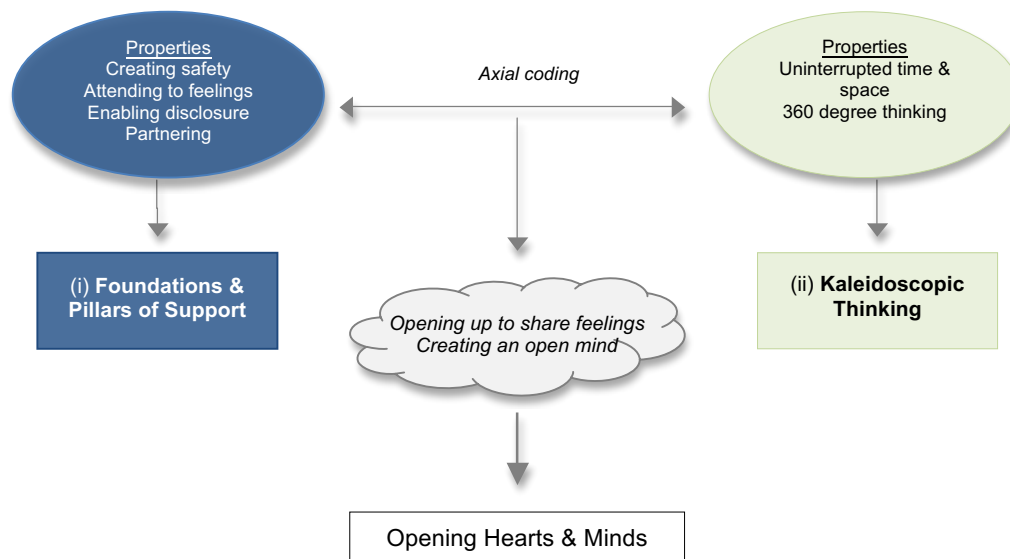 Properties
Creating safety
Attending to feelings
Enabling disclosure
Partnering
Axial coding
Properties
Uninterrupted time &
space
360 degree thinking
(i) Foundations &
Pillars of Support
Opening up to share feelings
Creating an open mind
(ii) Kaleidoscopic
Thinking
Opening Hearts & Minds